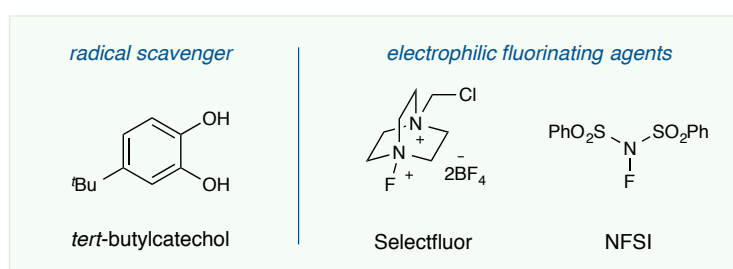 radical scavenger
electrophilic fluorinating agents
OH
OH
tBu
Cl
N
+
N
+
F
−
2BF4
PhO2S
SO2Ph
N
F
tert-butylcatechol
Selectfluor
NFSI